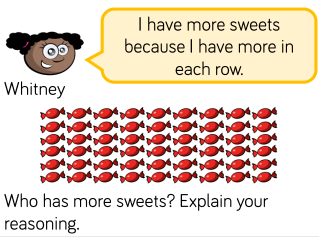 I have more sweets
because I have more in
each row.
Whitney
Who has more sweets? Explain your
reasoning.